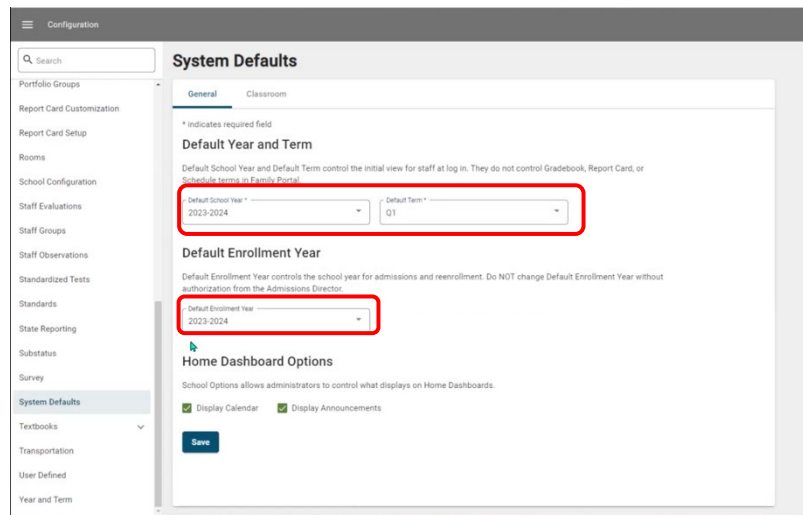 Configuration
Search
Portfolio Groups
Report Card Customization
Report Card Setup
Rooms
School Configuration
Staff Evaluations
Staff Groups
Staff Observations
Standardized Tests
Standards
State Reporting
Substatus
Survey
System Defaults
Textbooks
Transportation
User Defined
Year and Term
System Defaults
General Classroom
* indicates required field
Default Year and Term
Default School Year and Default Term control the initial view for staff at log in. They do not control Gradebook, Report Card, or
Schedule terms in Family Portal.
Default School Year * Default Term *
2023-2024 Q1
Default Enrollment Year
Default Enrollment Year controls the school year for admissions and reenrollment. Do NOT change Default Enrollment Year without
authorization from the Admissions Director.
Default Enrollment Year
2023-2024
Home Dashboard Options
School Options allows administrators to control what displays on Home Dashboards.
Display Calendar Display Announcements
Save